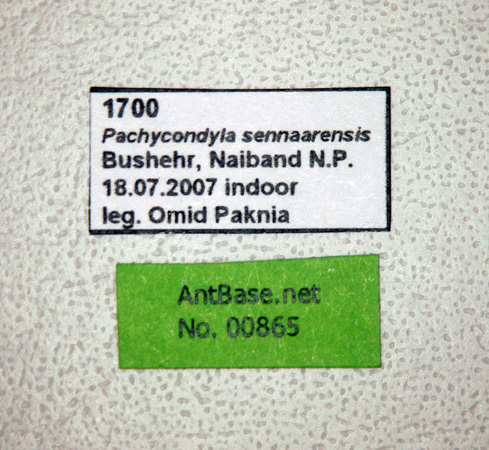 1700
Pachycondyla sennaarensis
Bushehr, Naiband N.P.
18.07.2007 indoor
leg. Omid Paknia
AntBase.net
No. 00865